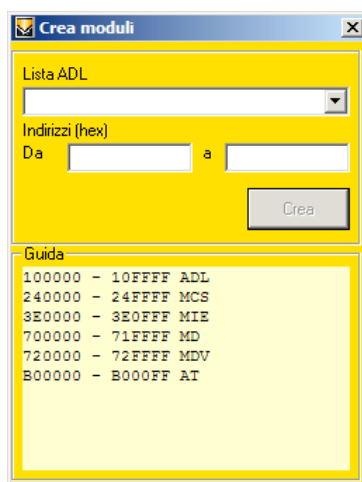 Crea moduli
Lista ADL
Indirizzi (hex)
Da a
Crea
Guida
100000 - 10FFFF ADL
240000 - 24FFFF MCS
3E0000 - 3E0FFF MIE
700000 - 71FFFF MD
720000 - 72FFFF MDV
B00000 - B000FF AT